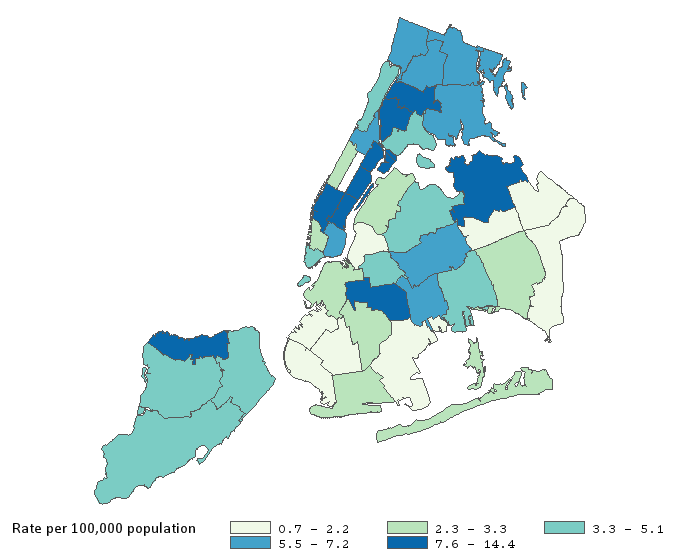 Rate per 100,000 population 0.7 - 2.2 2.3 - 3.3 3.3 - 5.1
5.5 - 7.2 7.6 - 14.4